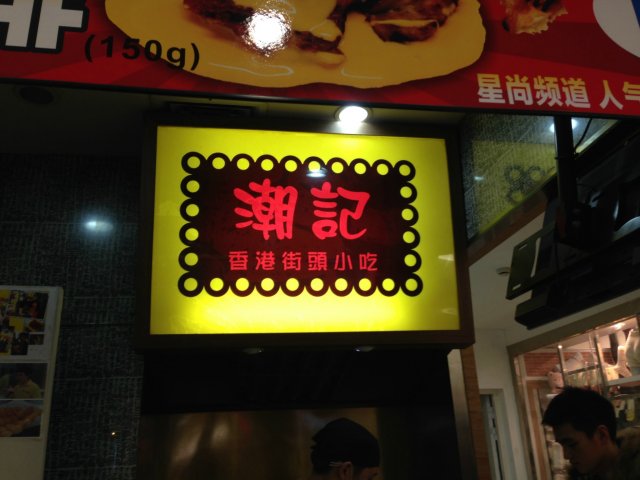 (150g)
星尚频道 人气
潮記
香港街頭小吃